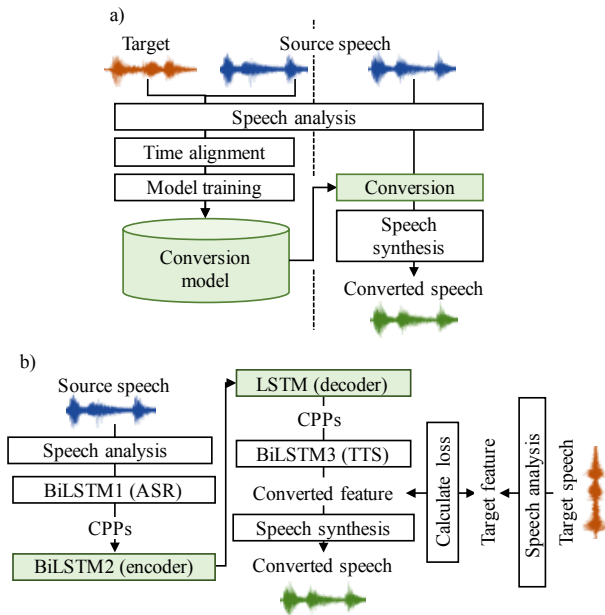 a)
Target
Source speech
Speech analysis
Time alignment
Model training
Conversion
model
Conversion
Speech
synthesis
Converted speech
b)
Source speech
Speech analysis
BiLSTM1 (ASR)
CPPs
BiLSTM2 (encoder)
LSTM (decoder)
CPPs
BiLSTM3 (TTS)
Converted feature
Speech synthesis
Converted speech
Calculate loss
Target feature
Speech analysis
Target speech